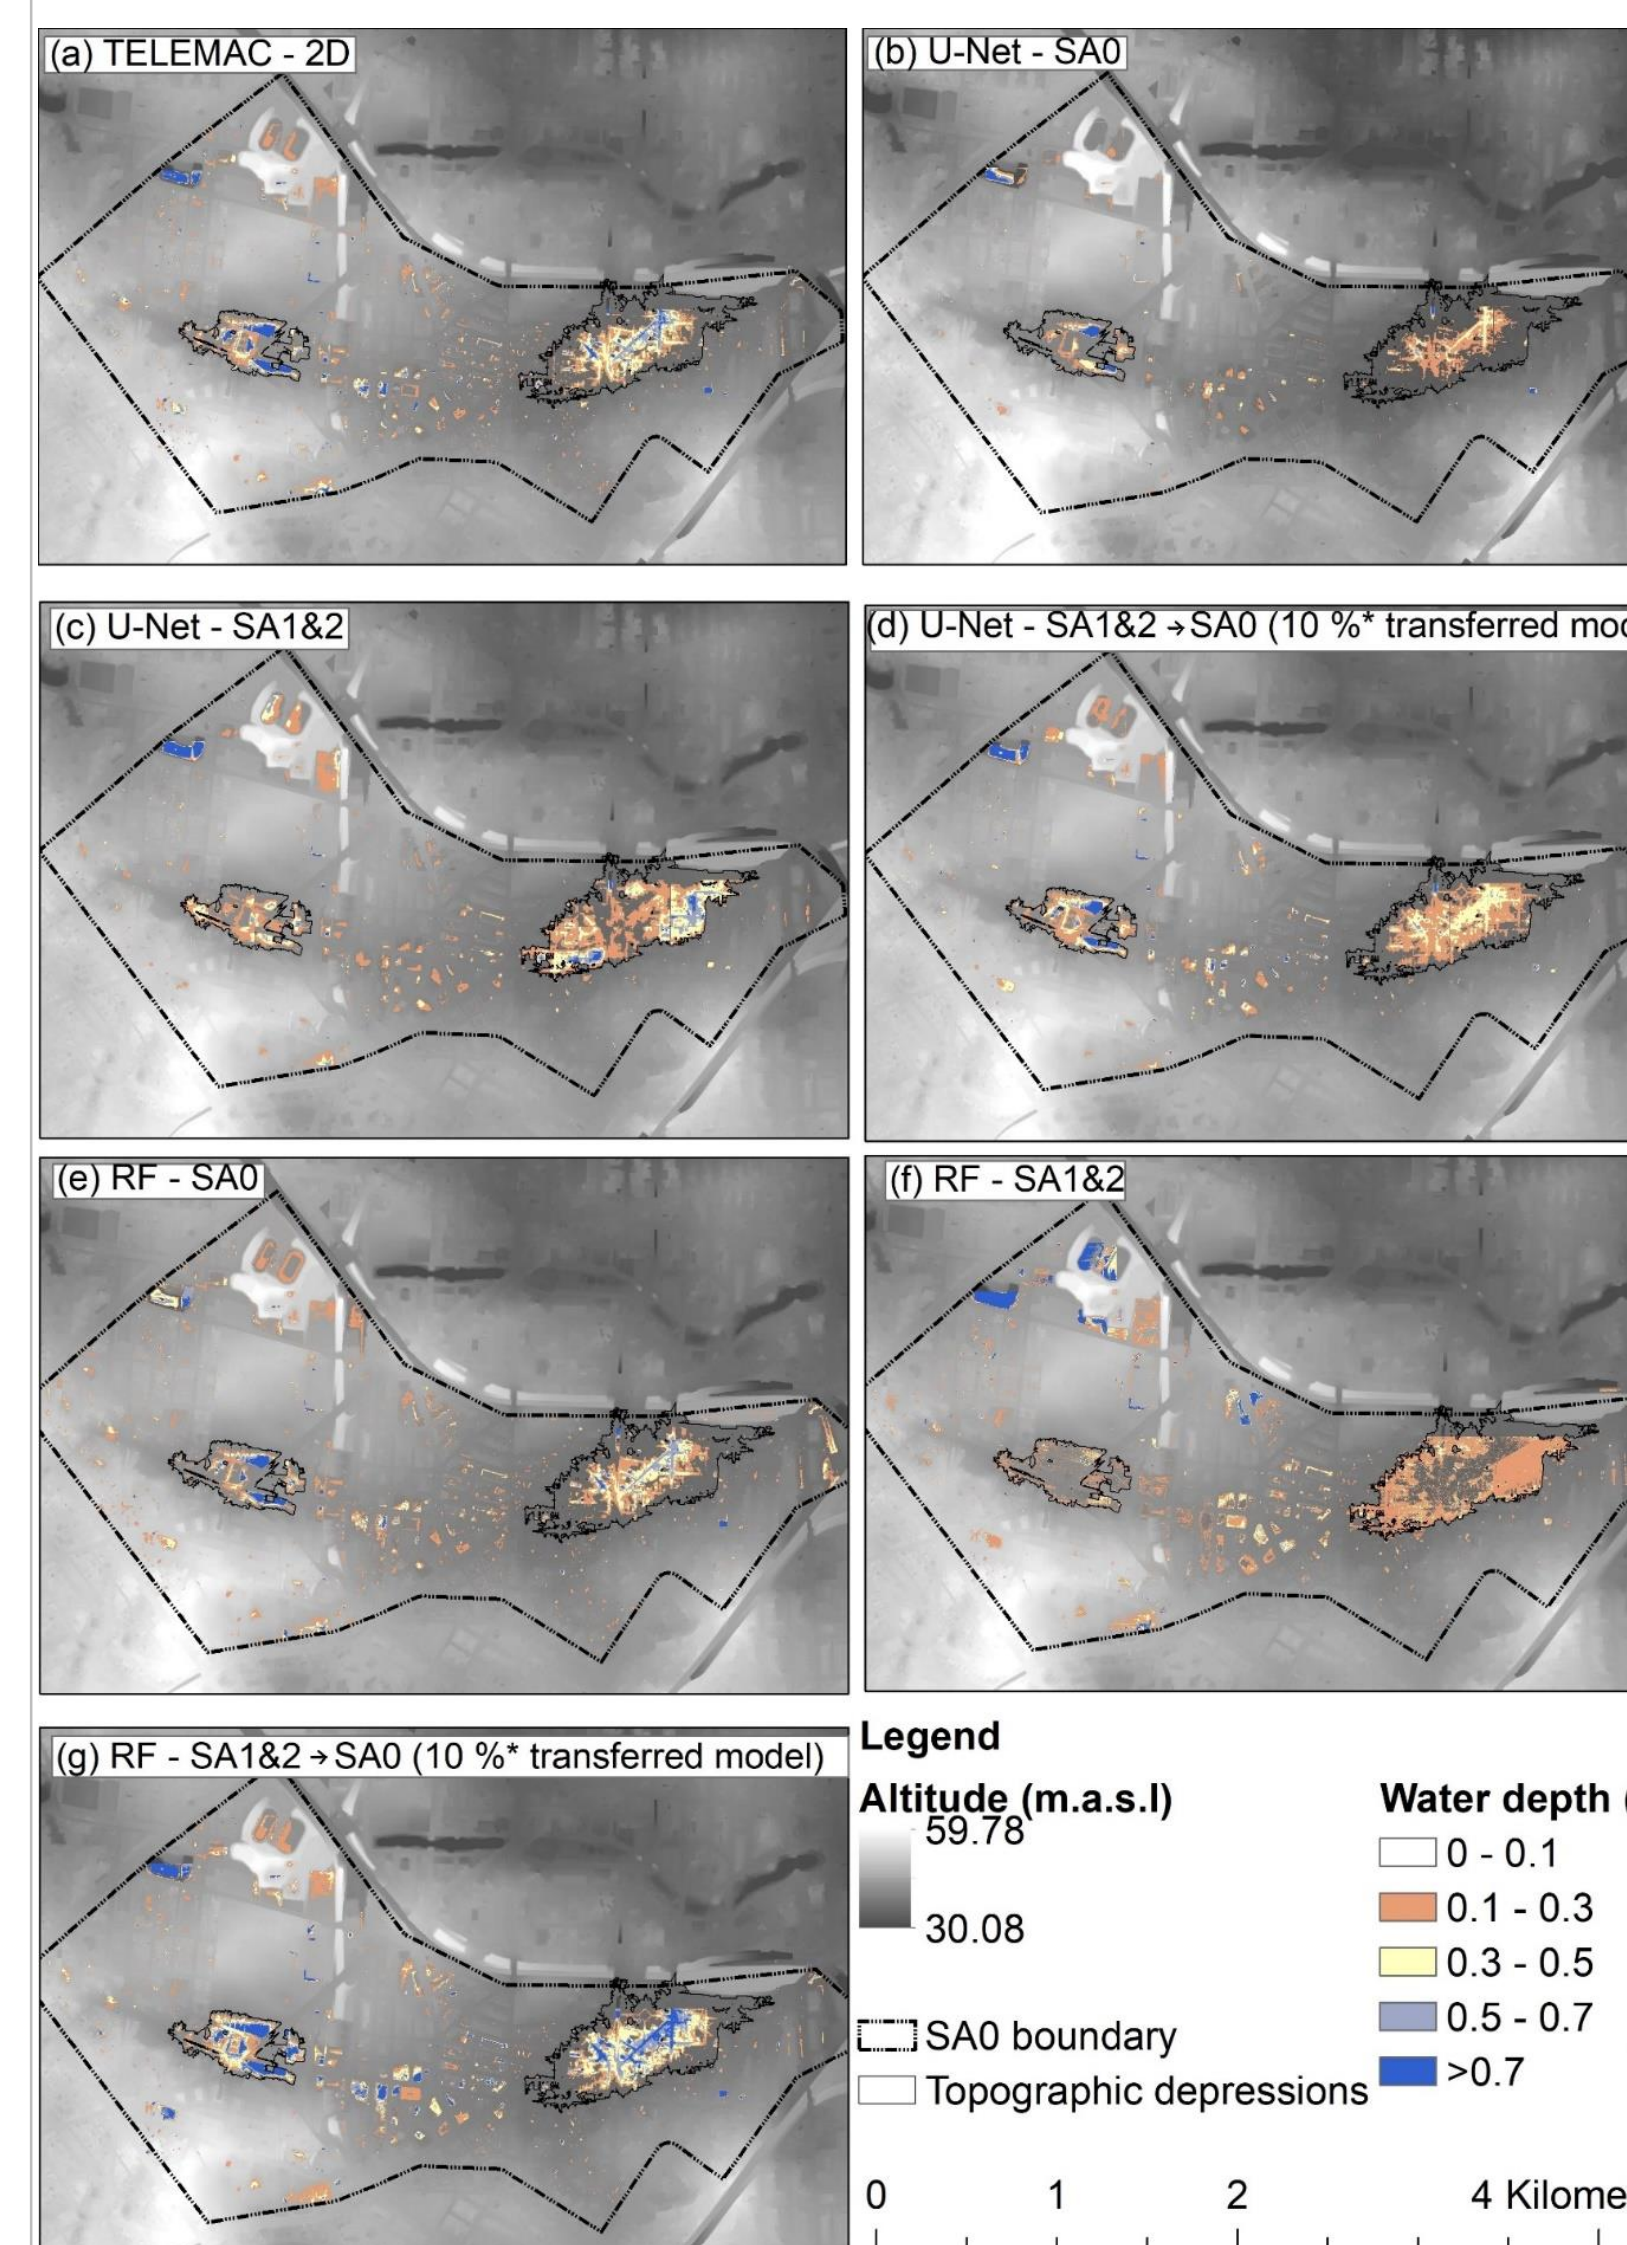 (a) TELEMAC - 2D
(b) U-Net - SA0
(c) U-Net - SA1&2
(d) U-Net - SA1&2 → SA0 (10 %* transferred mod
(e) RF - SA0
(f) RF - SA1&2
(g) RF - SA1&2 → SA0 (10 %* transferred model)
Legend
Altitude (m.a.s.l)
59.78
30.08
SA0 boundary
Topographic depressions
Water depth (
0 - 0.1
0.1 - 0.3
0.3 - 0.5
0.5 - 0.7
>0.7
0 1 2 4 Kilome